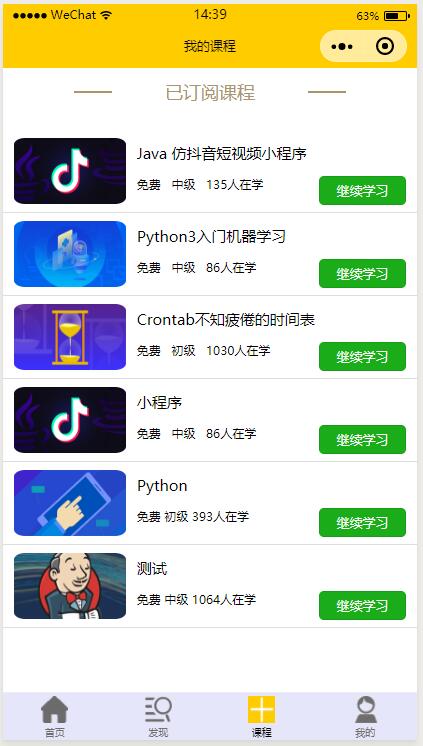 WeChat 14:39 63%
我的课程
已订阅课程
Java 仿抖音短视频小程序
免费 中级 135人在学
继续学习
Python3入门机器学习
免费 中级 86人在学
继续学习
Crontab不知疲倦的时间表
免费 初级 1030人在学
继续学习
小程序
免费 中级 86人在学
继续学习
Python
免费 初级 393人在学
继续学习
测试
免费 中级 1064人在学
继续学习
首页 发现 课程 我的